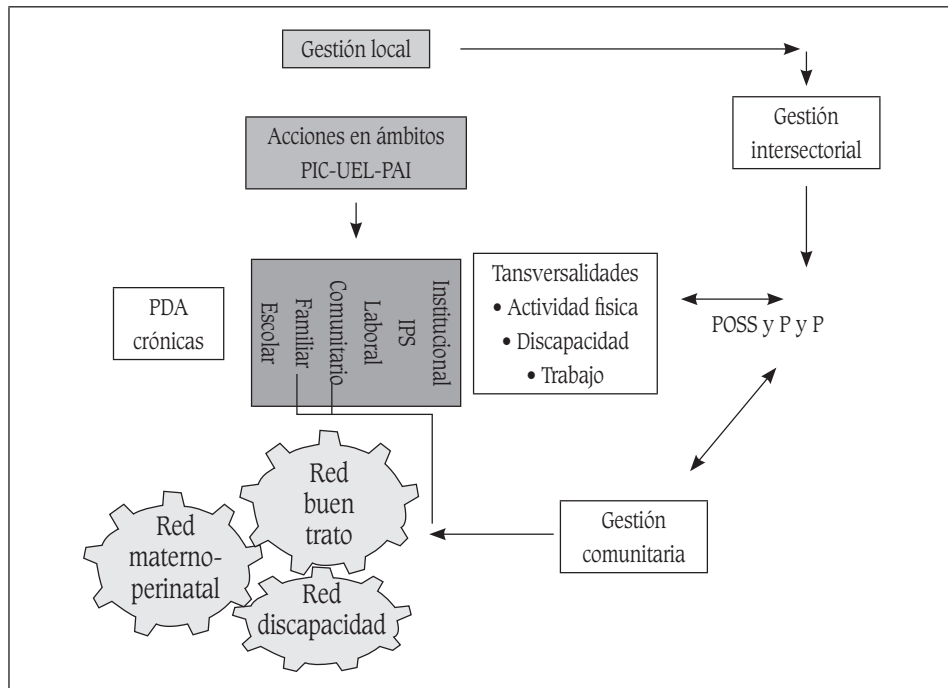 Gestión local
Gestión
intersectorial
Acciones en ámbitos
PIC-UEL-PAI
PDA
crónicas
Escolar
Familiar
Comunitario
Laboral
IPS
Institucional
Tansversalidades
• Actividad fisica
• Discapacidad
• Trabajo
POSS y P y P
Red
buen
trato
Red
materno-
perinatal
Red
discapacidad
Gestión
comunitaria